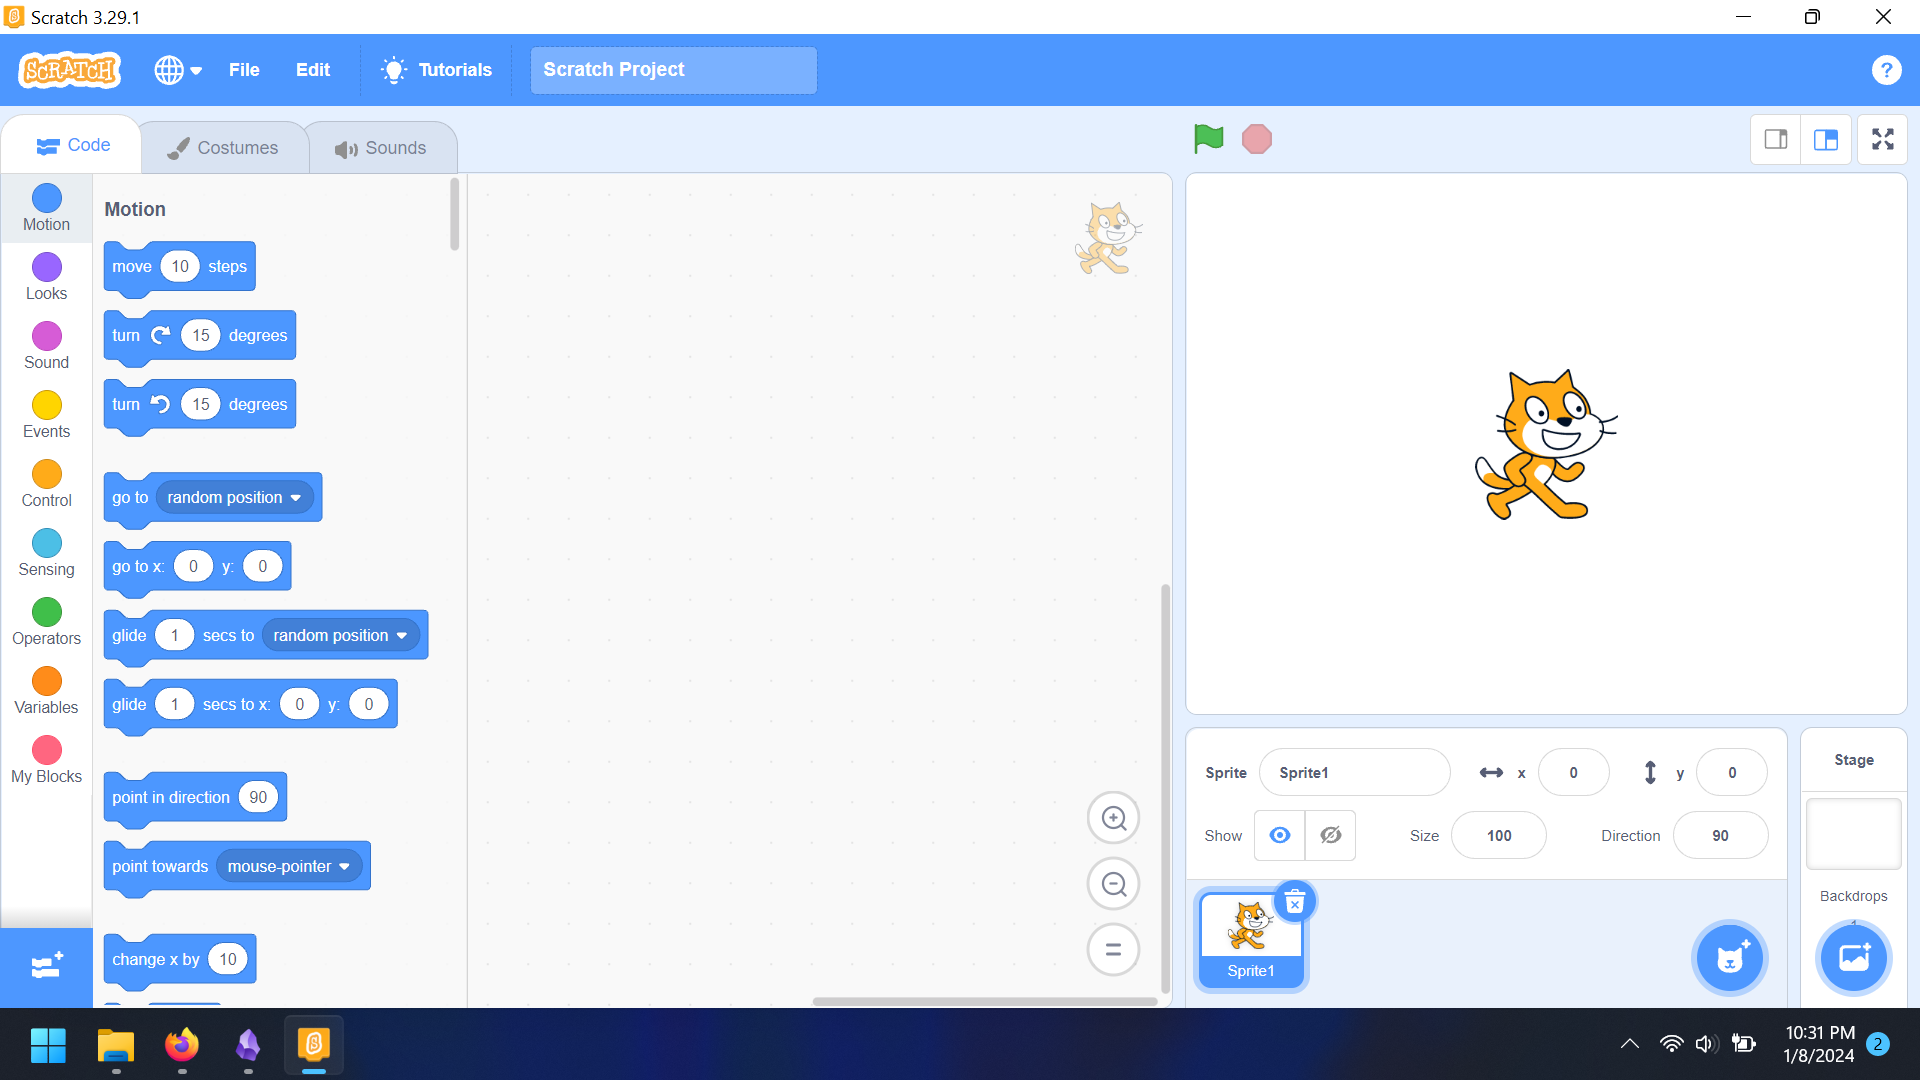 Scratch 3.29.1
SCRATCH File Edit Tutorials Scratch Project ?
Code Costumes Sounds
Motion
Looks
Sound
Events
Control
Sensing
Operators
Variables
My Blocks
Motion
move 10 steps
turn 15 degrees
turn 15 degrees
go to random position
go to x: 0 y: 0
glide 1 secs to random position
glide 1 secs to x: 0 y: 0
point in direction 90
point towards mouse-pointer
change x by 10
Sprite Sprite1 x 0 y 0
Show Size 100 Direction 90
Sprite1
Stage
Backdrops
1
10:31 PM
1/8/2024
2